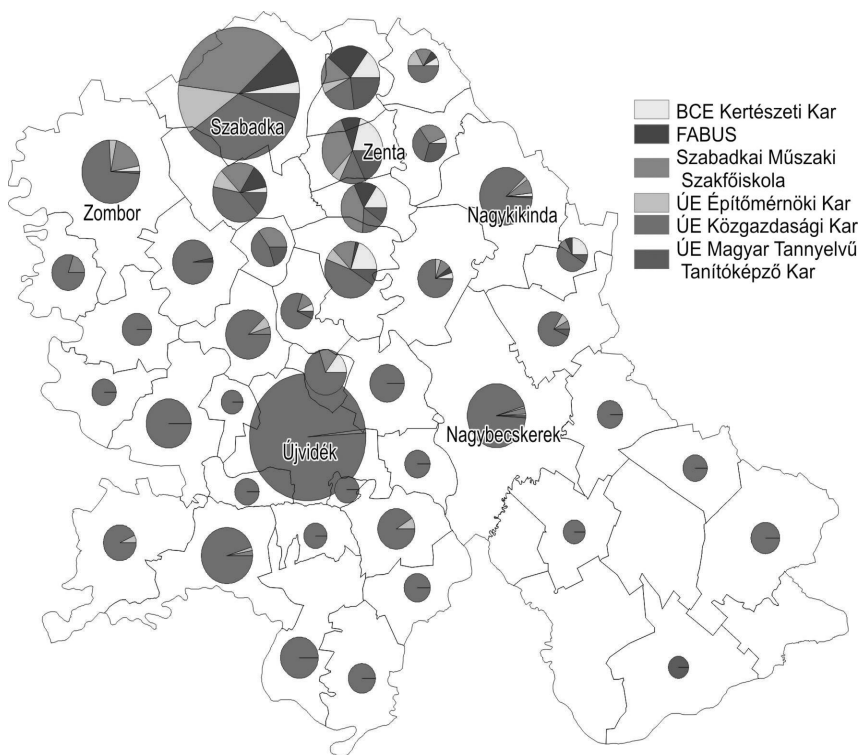 Szabadka
Zenta
Zombor
Nagykikinda
Újvidék
Nagybecskerek
BCE Kertészeti Kar
FABUS
Szabadkai Műszaki
Szakfőiskola
ÚE Építőmérnöki Kar
ÚE Közgazdasági Kar
ÚE Magyar Tannyelvű
Tanítóképző Kar